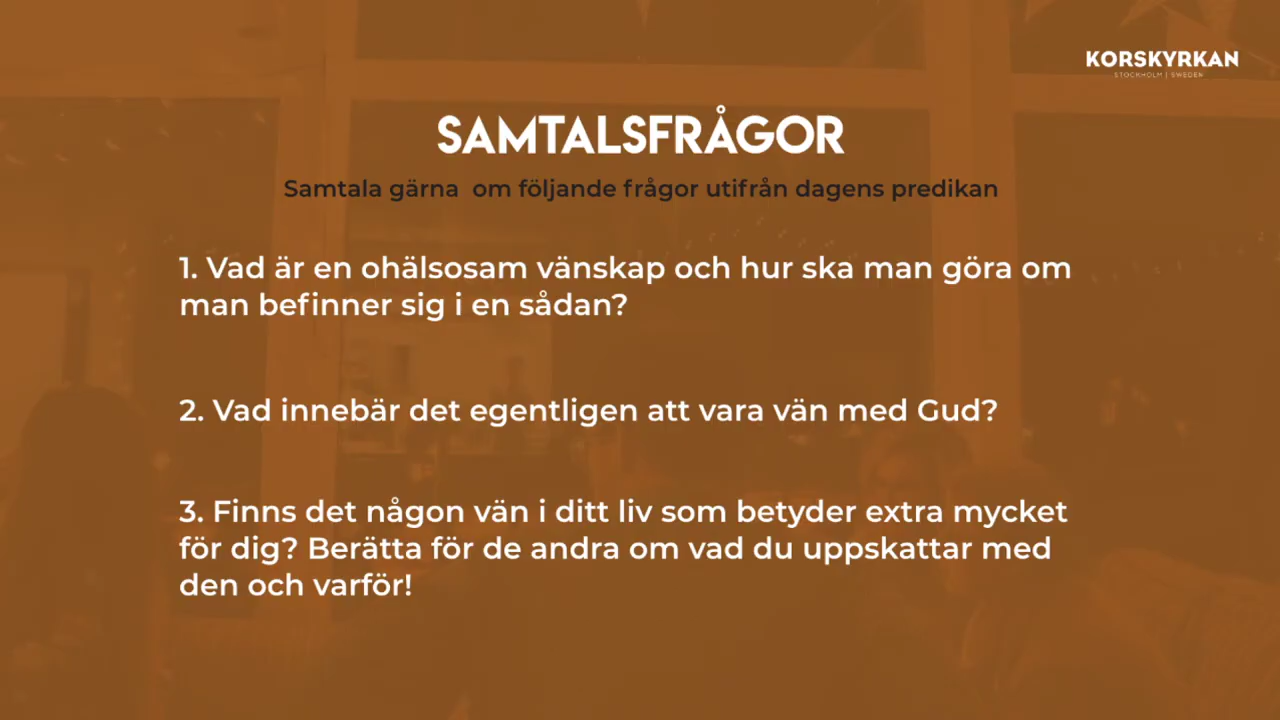 KORSKYRKAN
STOCKHOLM | SWEDEN
SAMTALSFRÅGOR
Samtala gärna om följande frågor utifrån dagens predikan
1. Vad är en ohälsosam vänskap och hur ska man göra om
man befinner sig i en sådan?
2. Vad innebär det egentligen att vara vän med Gud?
3. Finns det någon vän i ditt liv som betyder extra mycket
för dig? Berätta för de andra om vad du uppskattar med
den och varför!